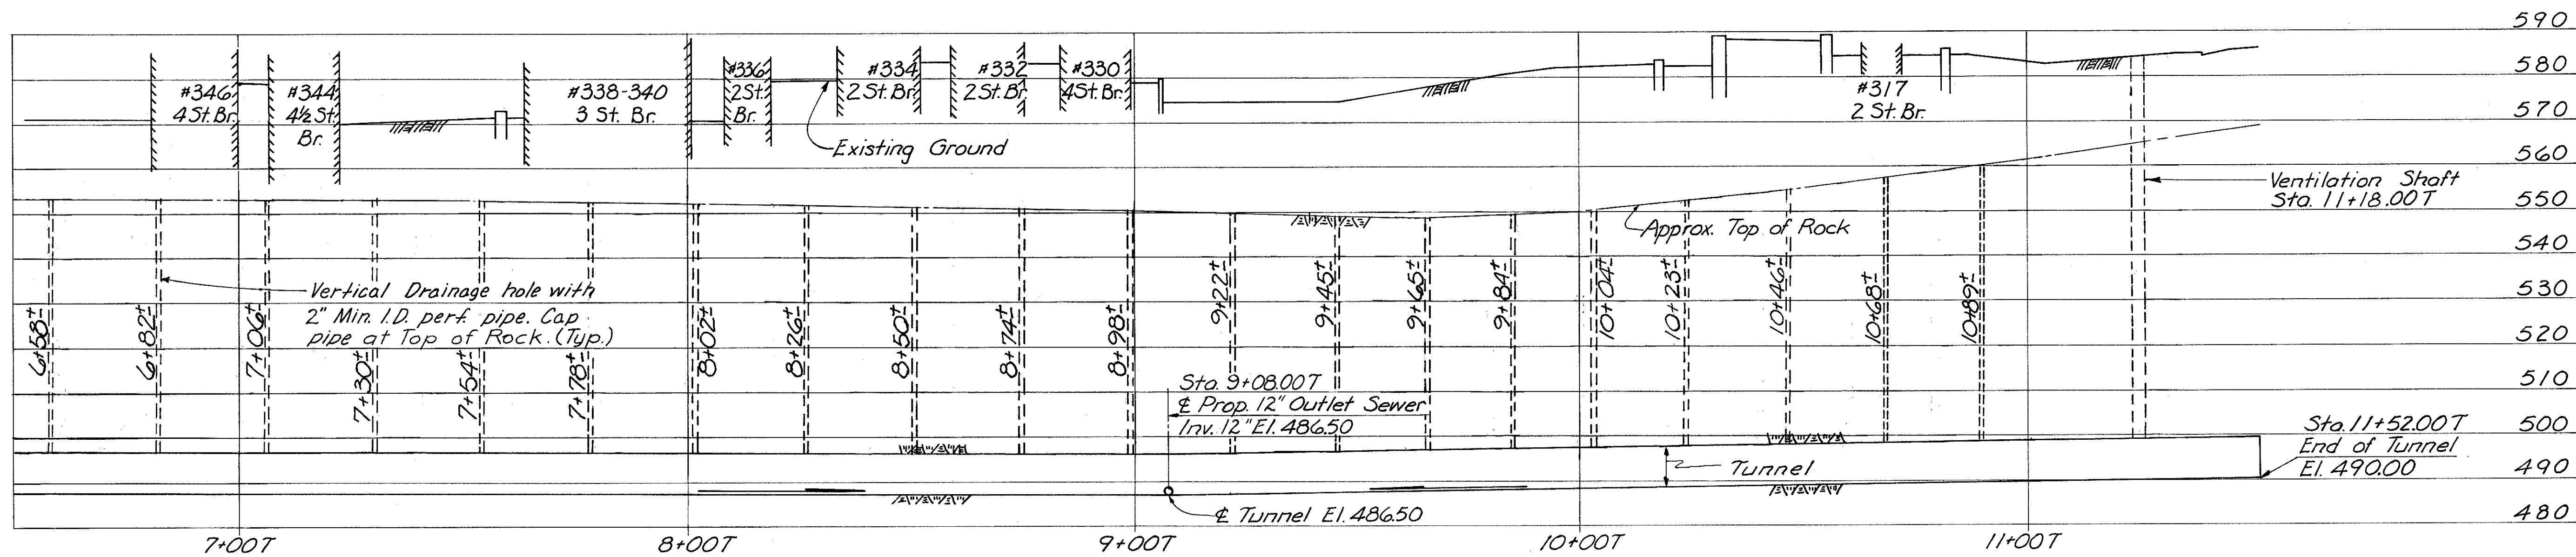 590
580
570
560
550
540
530
520
510
500
490
480
#346
4 St. Br.
#344
4½ St.
Br.
#338-340
3 St. Br.
#336
2 St.
Br.
#334
2 St. Br.
#332
2 St. Br.
#330
4 St. Br.
#317
2 St. Br.
Existing Ground
Ventilation Shaft
Sta. 11+18.00T
Approx. Top of Rock
Vertical Drainage hole with
2" Min. I.D. perf. pipe. Cap
pipe at Top of Rock. (Typ.)
6+58±
6+82±
7+06±
7+30±
7+54±
7+78±
8+02±
8+26±
8+50±
8+74±
8+98±
9+22±
9+45±
9+65±
9+84±
10+04±
10+23±
10+46±
10+68±
10+89±
Sta. 9+08.00T
℄ Prop. 12" Outlet Sewer
Inv. 12" El. 486.50
Sta. 11+52.00T
End of Tunnel
El. 490.00
Tunnel
℄ Tunnel El. 486.50
7+00T
8+00T
9+00T
10+00T
11+00T